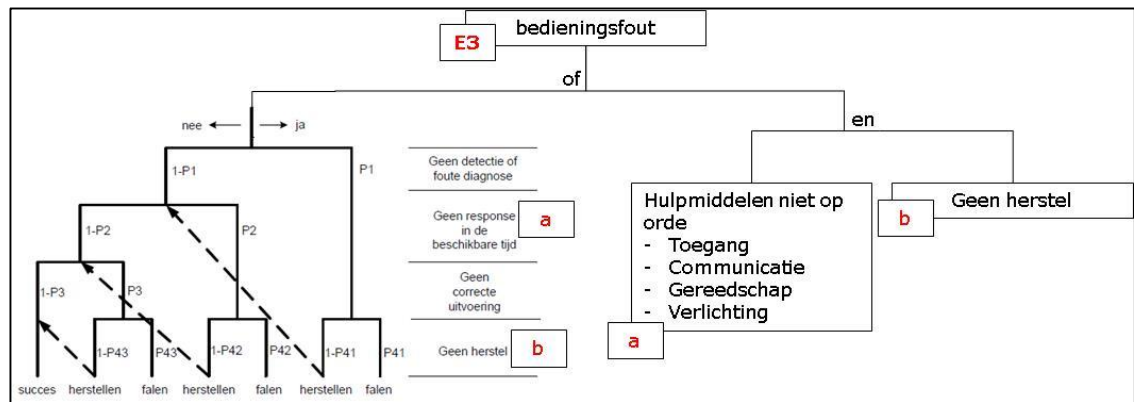 bedieningsfout
E3
of
en
nee
ja
1-P1
P1
Geen detectie of
foute diagnose
1-P2
P2
Geen response
in de
beschikbare tijd
a
1-P3
P3
Geen
correcte
uitvoering
1-P43
P43
1-P42
P42
1-P41
P41
Geen herstel
b
succes
herstellen
falen
herstellen
falen
herstellen
falen
Hulpmiddelen niet op
orde
- Toegang
- Communicatie
- Gereedschap
- Verlichting
a
Geen herstel
b